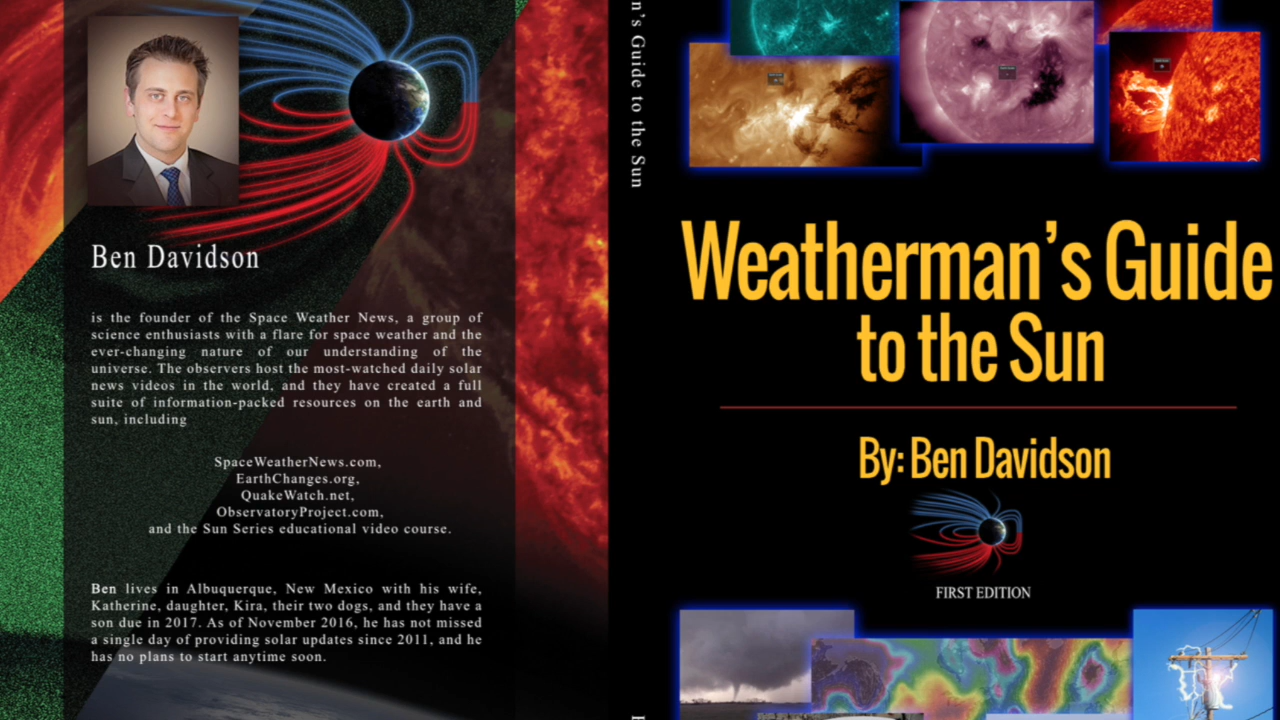 Ben Davidson
is the founder of the Space Weather News, a group of
science enthusiasts with a flare for space weather and the
ever-changing nature of our understanding of the
universe. The observers host the most-watched daily solar
news videos in the world, and they have created a full
suite of information-packed resources on the earth and
sun, including
SpaceWeatherNews.com,
EarthChanges.org,
QuakeWatch.net,
ObservatoryProject.com,
and the Sun Series educational video course.
Ben lives in Albuquerque, New Mexico with his wife,
Katherine, daughter, Kira, their two dogs, and they have a
son due in 2017. As of November 2016, he has not missed
a single day of providing solar updates since 2011, and he
has no plans to start anytime soon.
n's Guide to the Sun
Weatherman's Guide
to the Sun
By: Ben Davidson
FIRST EDITION